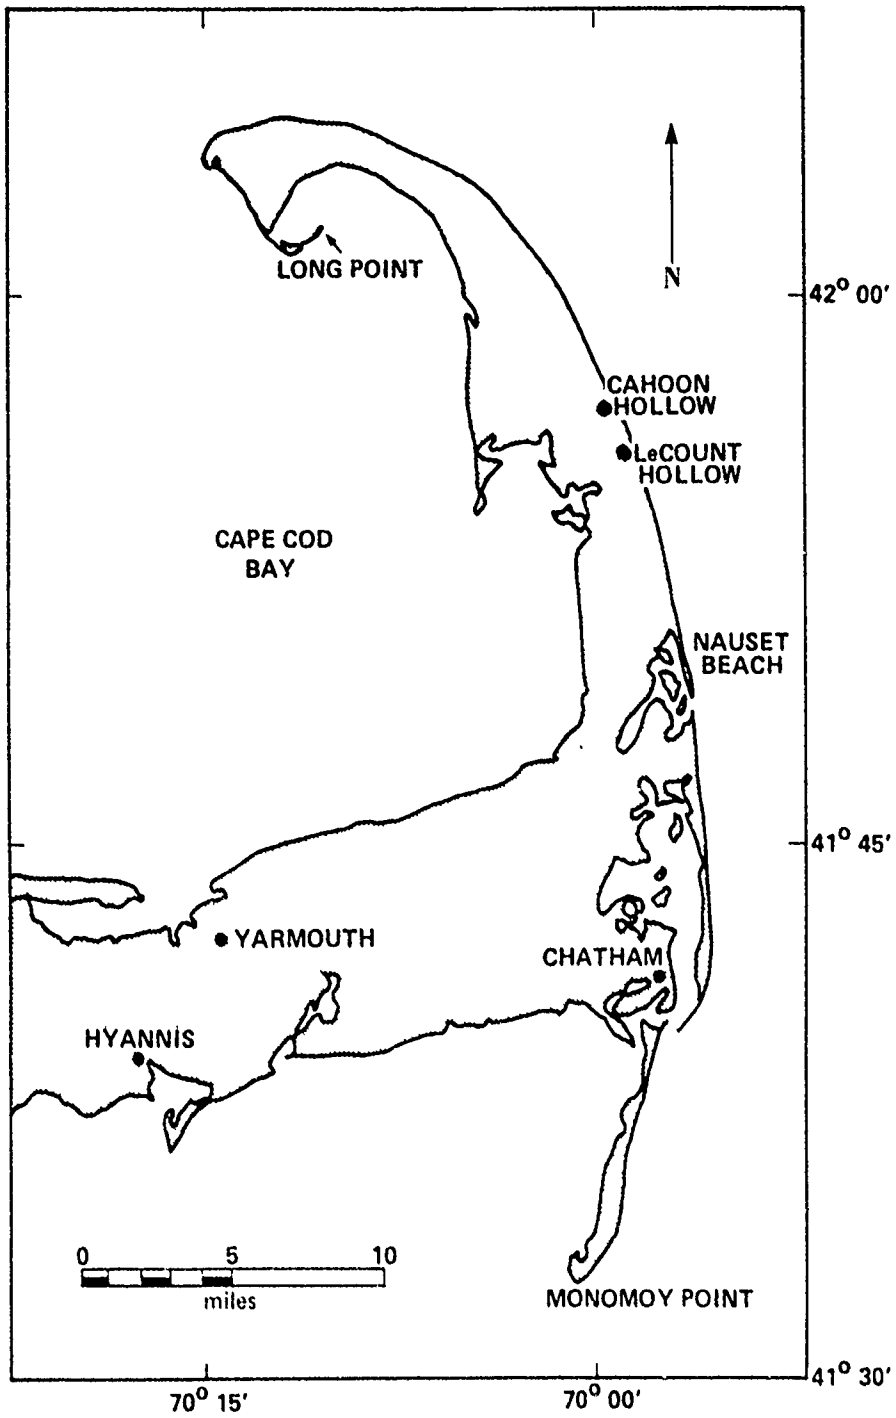 LONG POINT
N
42° 00'
CAHOON
HOLLOW
LeCOUNT
HOLLOW
CAPE COD
BAY
NAUSET
BEACH
41° 45'
YARMOUTH
CHATHAM
HYANNIS
0 5 10
miles
MONOMOY POINT
41° 30'
70° 15' 70° 00'